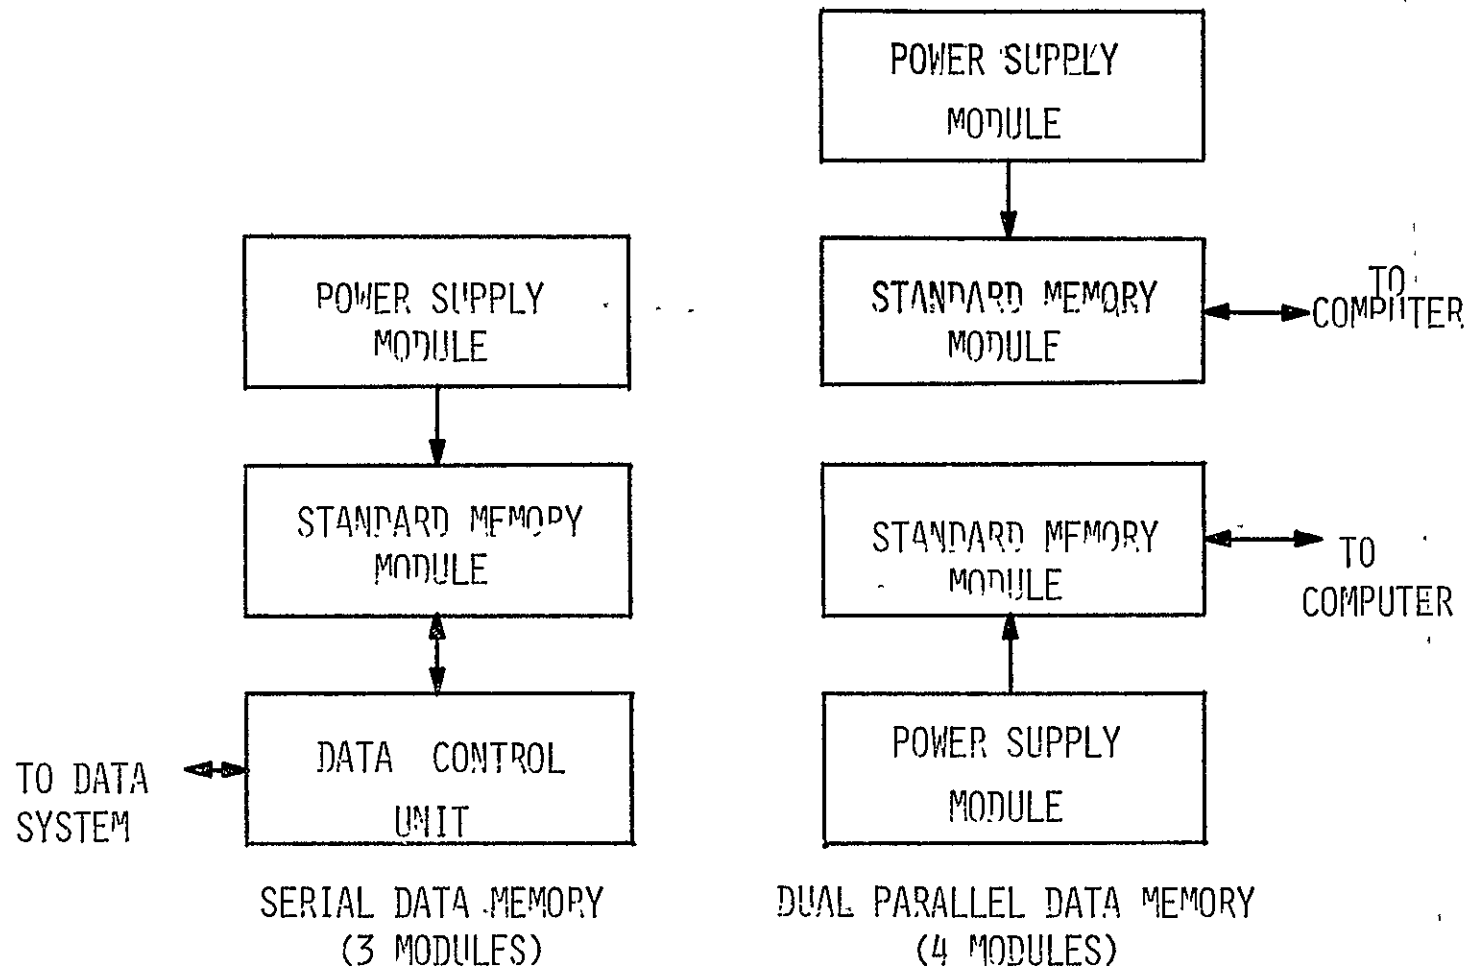 POWER SUPPLY
MODULE
STANDARD MEMORY
MODULE
DATA CONTROL
UNIT
TO DATA
SYSTEM
SERIAL DATA MEMORY
(3 MODULES)
POWER SUPPLY
MODULE
STANDARD MEMORY
MODULE
TO
COMPUTER
STANDARD MEMORY
MODULE
TO
COMPUTER
POWER SUPPLY
MODULE
DUAL PARALLEL DATA MEMORY
(4 MODULES)